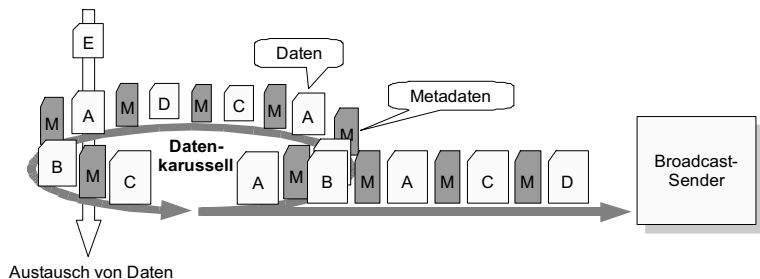 E
Daten
Metadaten
M A M D M C M A M
Daten-
karussell
B M C A M B M A M C M D
Broadcast-
Sender
Austausch von Daten